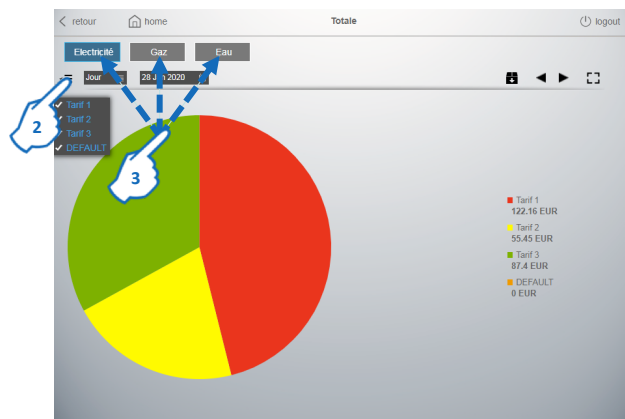 retour
home
Totale
logout
Electricité
Gaz
Eau
Jour
28 Jun 2020
Tarif 1
Tarif 2
Tarif 3
DEFAULT
2
3
Tarif 1
122.16 EUR
Tarif 2
55.45 EUR
Tarif 3
87.4 EUR
DEFAULT
0 EUR